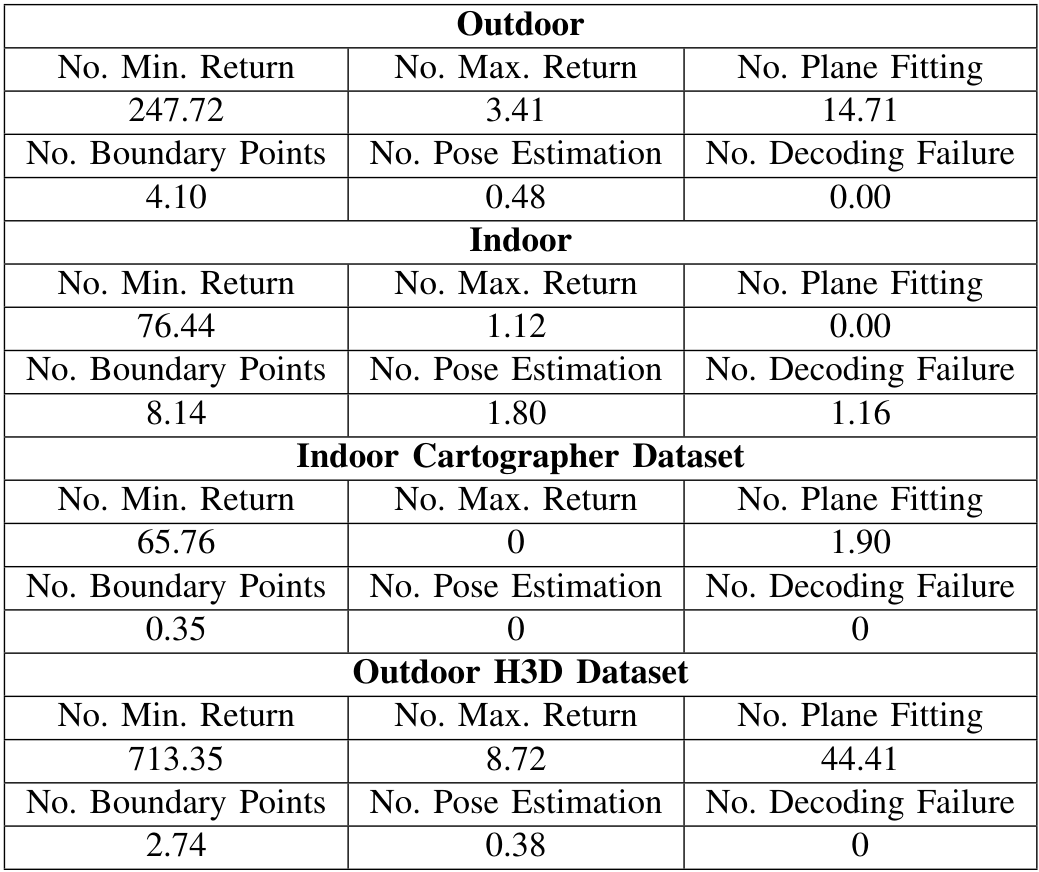 Outdoor
No. Min. Return No. Max. Return No. Plane Fitting
247.72 3.41 14.71
No. Boundary Points No. Pose Estimation No. Decoding Failure
4.10 0.48 0.00
Indoor
No. Min. Return No. Max. Return No. Plane Fitting
76.44 1.12 0.00
No. Boundary Points No. Pose Estimation No. Decoding Failure
8.14 1.80 1.16
Indoor Cartographer Dataset
No. Min. Return No. Max. Return No. Plane Fitting
65.76 0 1.90
No. Boundary Points No. Pose Estimation No. Decoding Failure
0.35 0 0
Outdoor H3D Dataset
No. Min. Return No. Max. Return No. Plane Fitting
713.35 8.72 44.41
No. Boundary Points No. Pose Estimation No. Decoding Failure
2.74 0.38 0